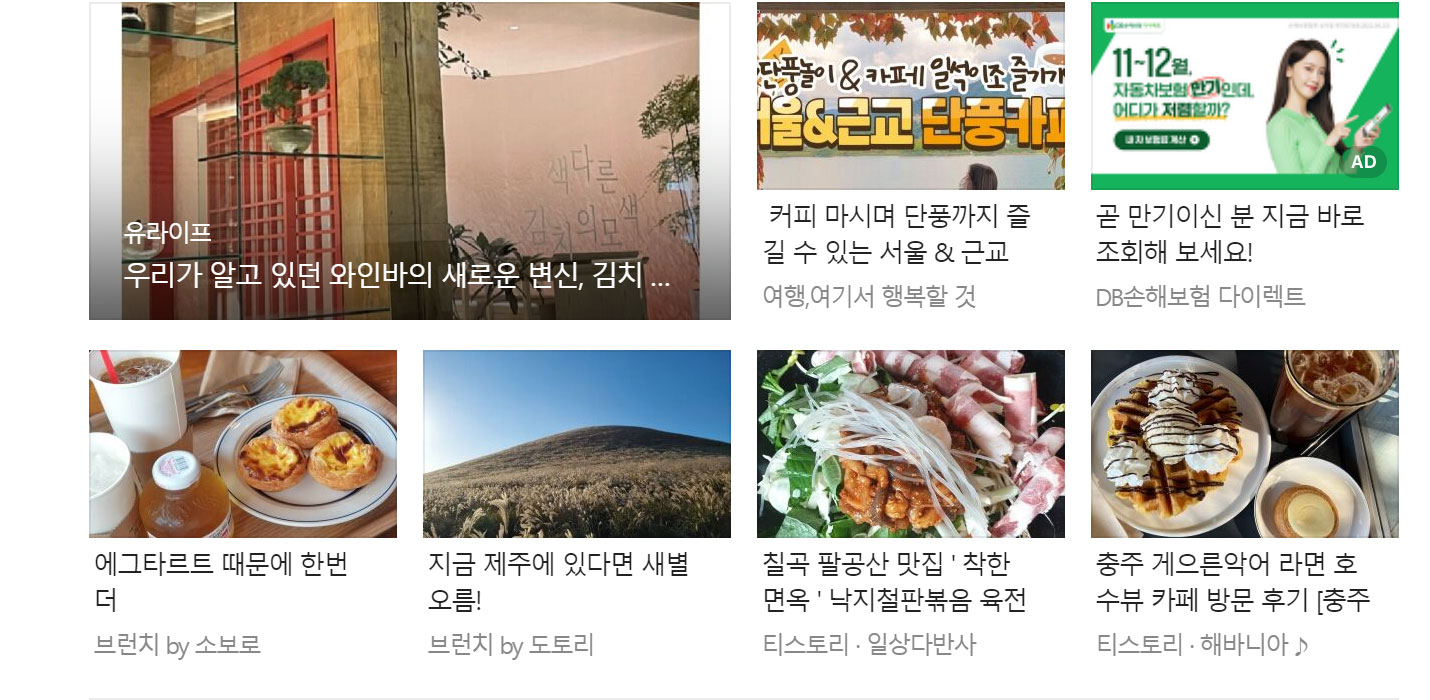 색다른
김치의모색
유라이프
우리가 알고 있던 와인바의 새로운 변신, 김치 ...
단풍놀이 & 카페 일석이조 즐기기
서울&근교 단풍카페
커피 마시며 단풍까지 즐
길 수 있는 서울 & 근교
여행,여기서 행복할 것
11~12월,
자동차보험 만기인데,
어디가 저렴할까?
내 차 보험료 계산
AD
곧 만기이신 분 지금 바로
조회해 보세요!
DB손해보험 다이렉트
에그타르트 때문에 한번
더
브런치 by 소보로
지금 제주에 있다면 새별
오름!
브런치 by 도토리
칠곡 팔공산 맛집 ' 착한
면옥 ' 낙지철판볶음 육전
티스토리 · 일상다반사
충주 게으른악어 라면 호
수뷰 카페 방문 후기 [충주
티스토리 · 해바니아♪